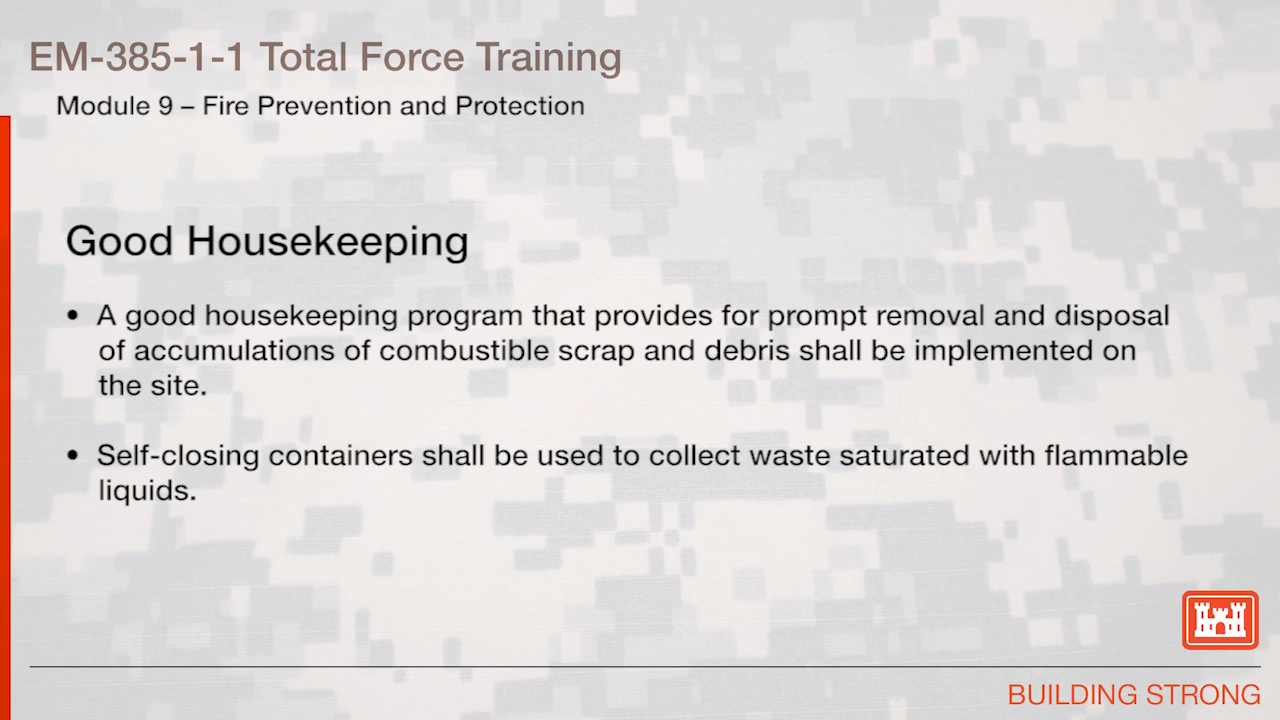 EM-385-1-1 Total Force Training
Module 9 – Fire Prevention and Protection
Good Housekeeping
• A good housekeeping program that provides for prompt removal and disposal
of accumulations of combustible scrap and debris shall be implemented on
the site.
• Self-closing containers shall be used to collect waste saturated with flammable
liquids.
BUILDING STRONG